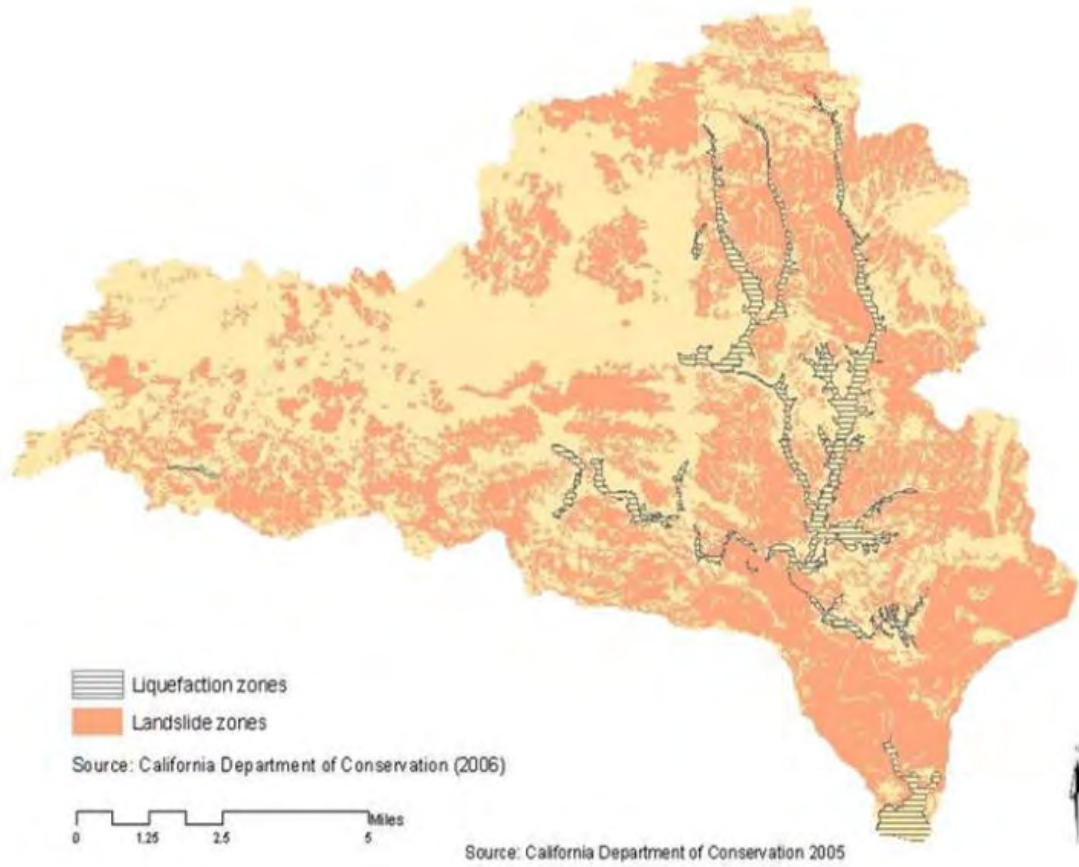 Liquefaction zones
Landslide zones
Source: California Department of Conservation (2006)
Miles
0 1.25 2.5 5
Source: California Department of Conservation 2005